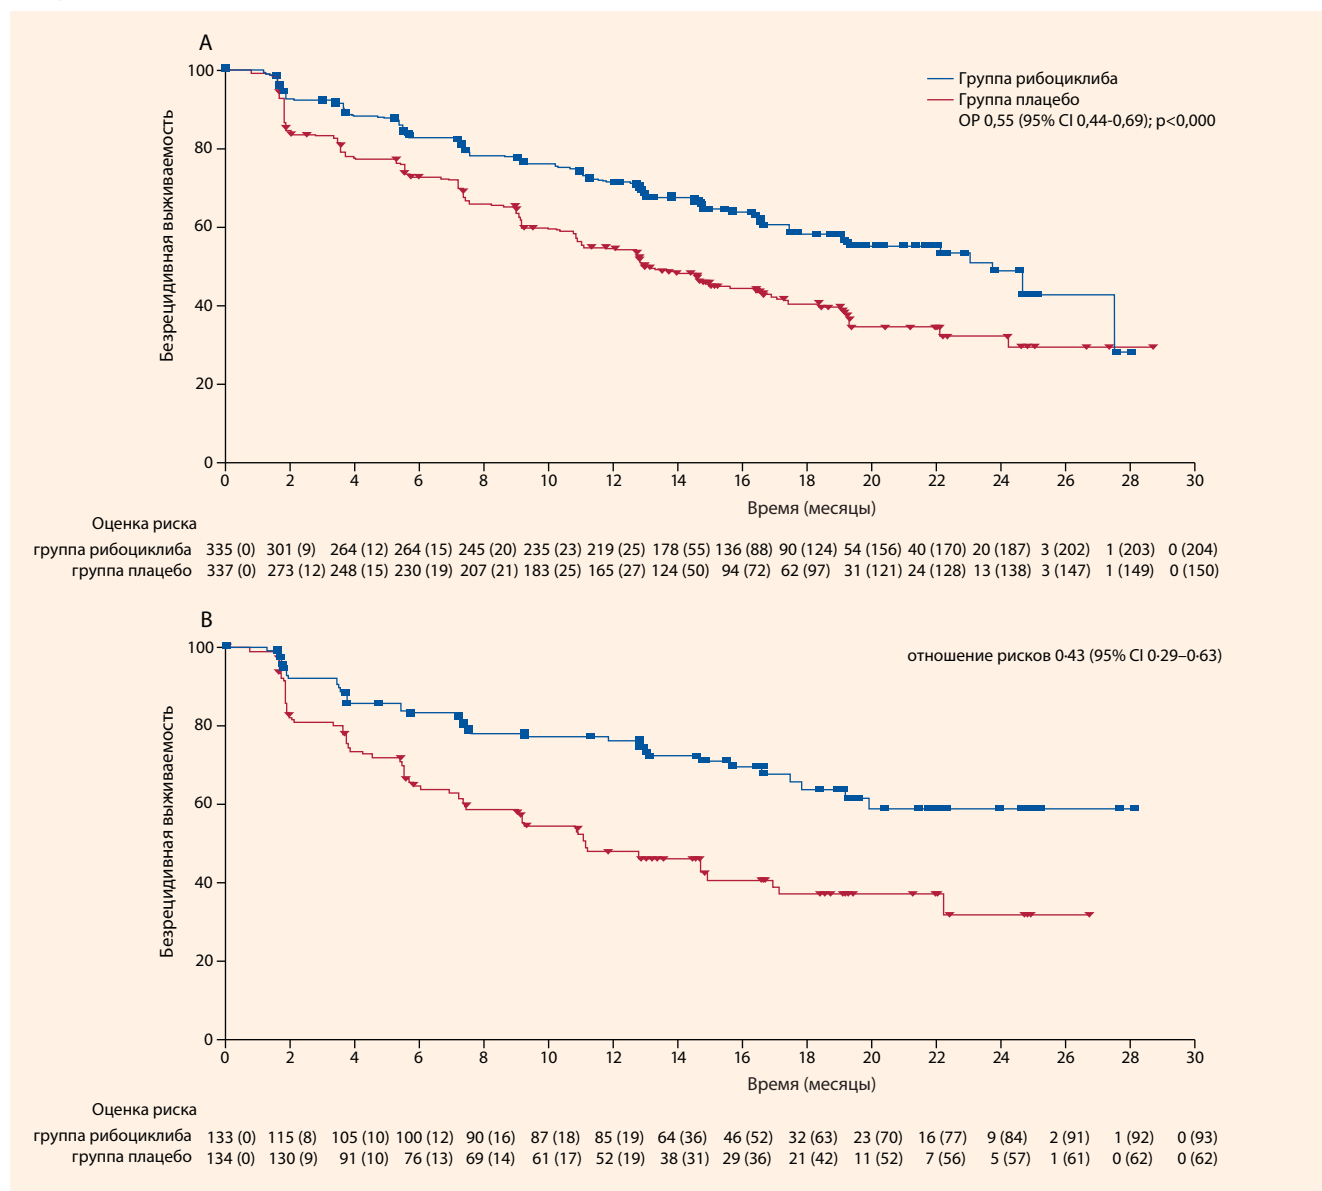 A
100
80
60
40
20
0
Безрецидивная выживаемость
Группа рибоциклиба
Группа плацебо
ОР 0,55 (95% CI 0,44-0,69); p<0,000
0 2 4 6 8 10 12 14 16 18 20 22 24 26 28 30
Время (месяцы)
Оценка риска
группа рибоциклиба 335 (0) 301 (9) 264 (12) 264 (15) 245 (20) 235 (23) 219 (25) 178 (55) 136 (88) 90 (124) 54 (156) 40 (170) 20 (187) 3 (202) 1 (203) 0 (204)
группа плацебо 337 (0) 273 (12) 248 (15) 230 (19) 207 (21) 183 (25) 165 (27) 124 (50) 94 (72) 62 (97) 31 (121) 24 (128) 13 (138) 3 (147) 1 (149) 0 (150)
B
100
80
60
40
20
0
Безрецидивная выживаемость
отношение рисков 0·43 (95% CI 0·29–0·63)
0 2 4 6 8 10 12 14 16 18 20 22 24 26 28 30
Время (месяцы)
Оценка риска
группа рибоциклиба 133 (0) 115 (8) 105 (10) 100 (12) 90 (16) 87 (18) 85 (19) 64 (36) 46 (52) 32 (63) 23 (70) 16 (77) 9 (84) 2 (91) 1 (92) 0 (93)
группа плацебо 134 (0) 130 (9) 91 (10) 76 (13) 69 (14) 61 (17) 52 (19) 38 (31) 29 (36) 21 (42) 11 (52) 7 (56) 5 (57) 1 (61) 0 (62) 0 (62)